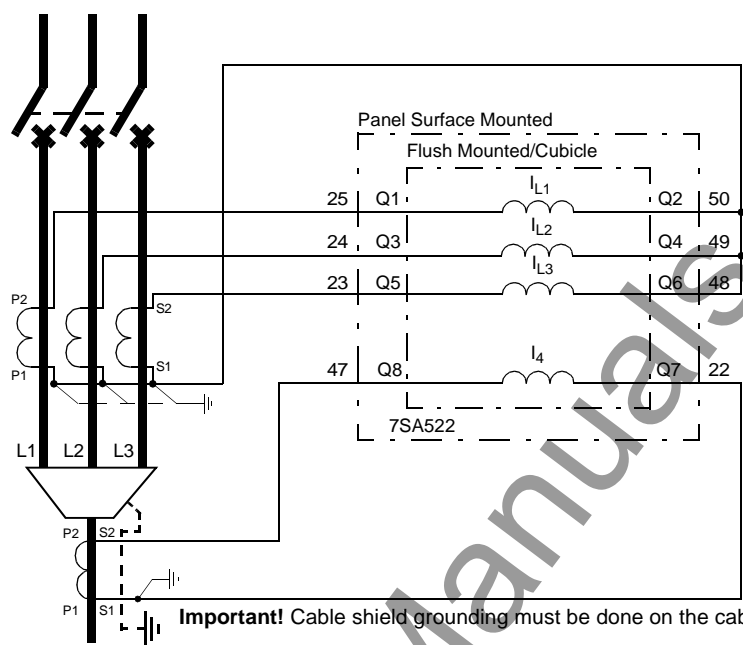 Panel Surface Mounted
Flush Mounted/Cubicle
IL1
25 Q1 Q2 50
IL2
24 Q3 Q4 49
IL3
23 Q5 Q6 48
P2 S2
P1 S1
I4
47 Q8 Q7 22
7SA522
L1 L2 L3
P2 S2
P1 S1
Important! Cable shield grounding must be done on the cab
Manuals